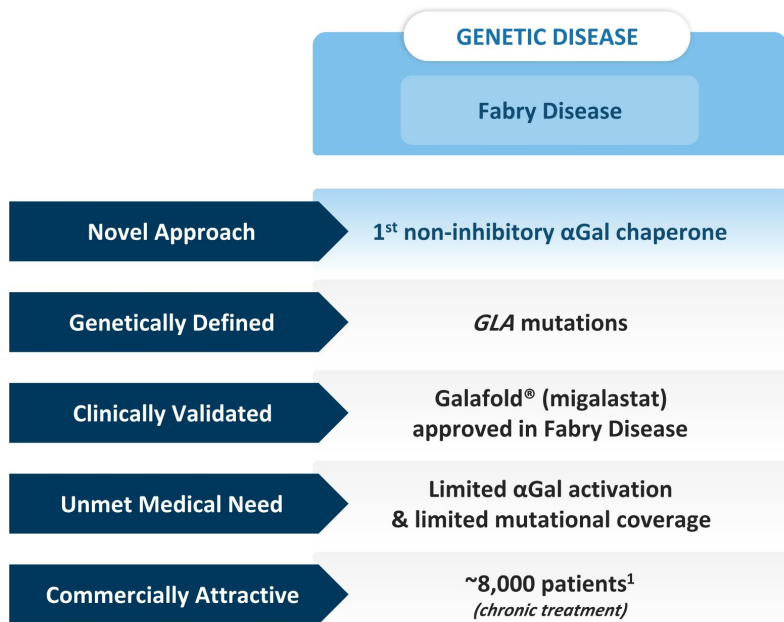 GENETIC DISEASE
Fabry Disease
Novel Approach
1st non-inhibitory αGal chaperone
Genetically Defined
GLA mutations
Clinically Validated
Galafold® (migalastat)
approved in Fabry Disease
Unmet Medical Need
Limited αGal activation
& limited mutational coverage
Commercially Attractive
~8,000 patients1
(chronic treatment)